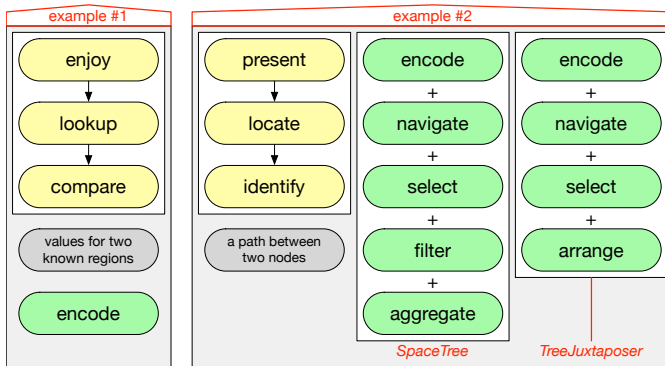 example #1
enjoy
lookup
compare
values for two
known regions
encode
example #2
present
locate
identify
a path between
two nodes
encode
+
navigate
+
select
+
filter
+
aggregate
SpaceTree
encode
+
navigate
+
select
+
arrange
TreeJuxtaposer